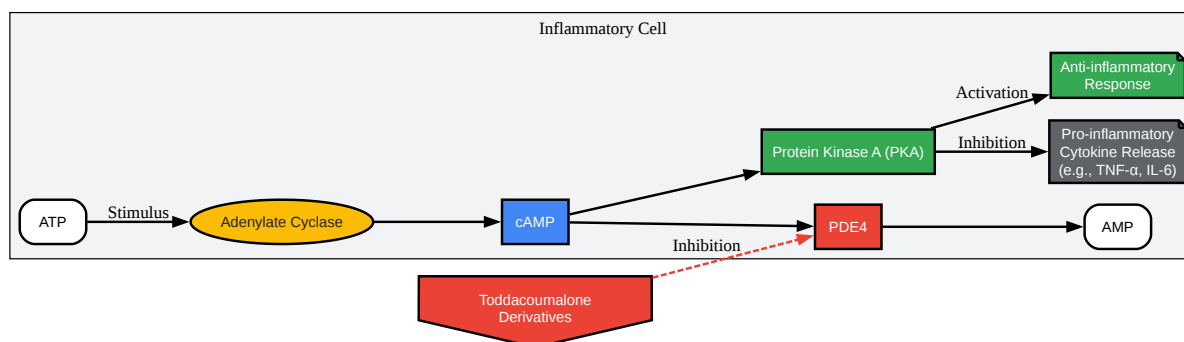 Inflammatory Cell
Anti-inflammatory
Response
Activation
Pro-inflammatory
Cytokine Release
(e.g., TNF-α, IL-6)
Protein Kinase A (PKA)
Inhibition
ATP
Stimulus
Adenylate Cyclase
cAMP
PDE4
AMP
Inhibition
Toddacoumalone
Derivatives